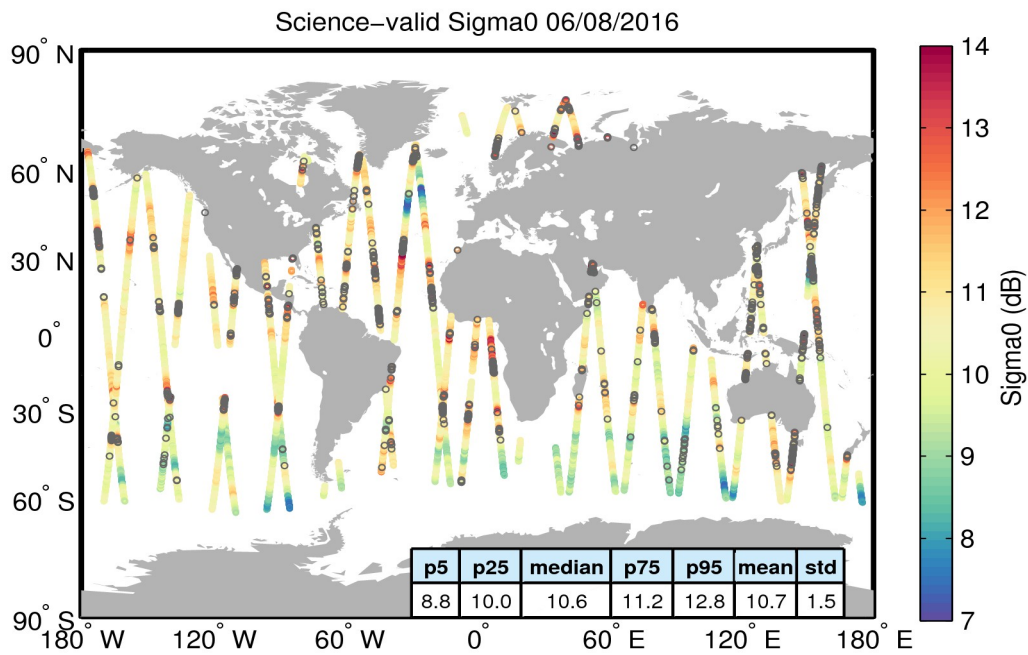 Science−valid Sigma0 06/08/2016
90° N
60° N
30° N
0°
30° S
60° S
90° S
180° W
120° W
60° W
0°
60° E
120° E
180° E
p5 p25 median p75 p95 mean std
8.8 10.0 10.6 11.2 12.8 10.7 1.5
14
13
12
11
10
9
8
7
Sigma0 (dB)